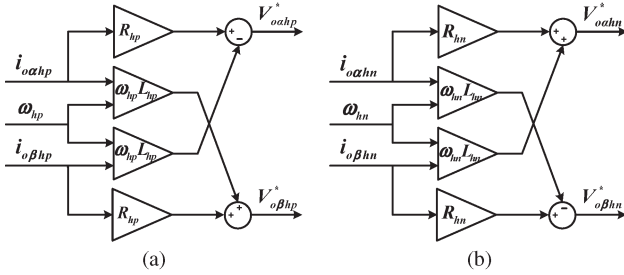 R_hp
+
−
V*_oαhp
i_oαhp
ω_hp L_hp
ω_hp
ω_hp L_hp
i_oβhp
R_hp
+
+
V*_oβhp
(a)
R_hn
+
+
V*_oαhn
i_oαhn
ω_hn L_hn
ω_hn
ω_hn L_hn
i_oβhn
R_hn
+
−
V*_oβhn
(b)